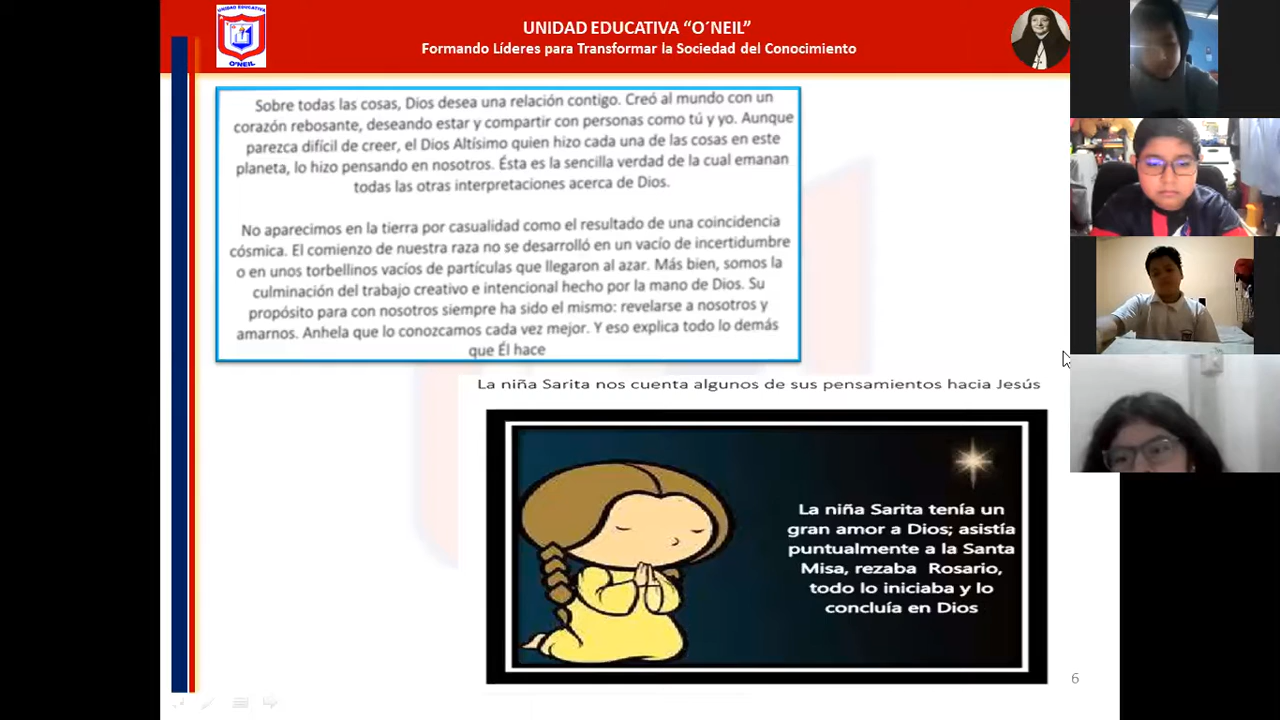 UNIDAD EDUCATIVA
O´NEIL
UNIDAD EDUCATIVA “O´NEIL”
Formando Líderes para Transformar la Sociedad del Conocimiento
Sobre todas las cosas, Dios desea una relación contigo. Creó al mundo con un
corazón rebosante, deseando estar y compartir con personas como tú y yo. Aunque
parezca difícil de creer, el Dios Altísimo quien hizo cada una de las cosas en este
planeta, lo hizo pensando en nosotros. Ésta es la sencilla verdad de la cual emanan
todas las otras interpretaciones acerca de Dios.
No aparecimos en la tierra por casualidad como el resultado de una coincidencia
cósmica. El comienzo de nuestra raza no se desarrolló en un vacío de incertidumbre
o en unos torbellinos vacíos de partículas que llegaron al azar. Más bien, somos la
culminación del trabajo creativo e intencional hecho por la mano de Dios. Su
propósito para con nosotros siempre ha sido el mismo: revelarse a nosotros y
amarnos. Anhela que lo conozcamos cada vez mejor. Y eso explica todo lo demás
que Él hace
La niña Sarita nos cuenta algunos de sus pensamientos hacia Jesús
La niña Sarita tenía un
gran amor a Dios; asistía
puntualmente a la Santa
Misa, rezaba Rosario,
todo lo iniciaba y lo
concluía en Dios
6